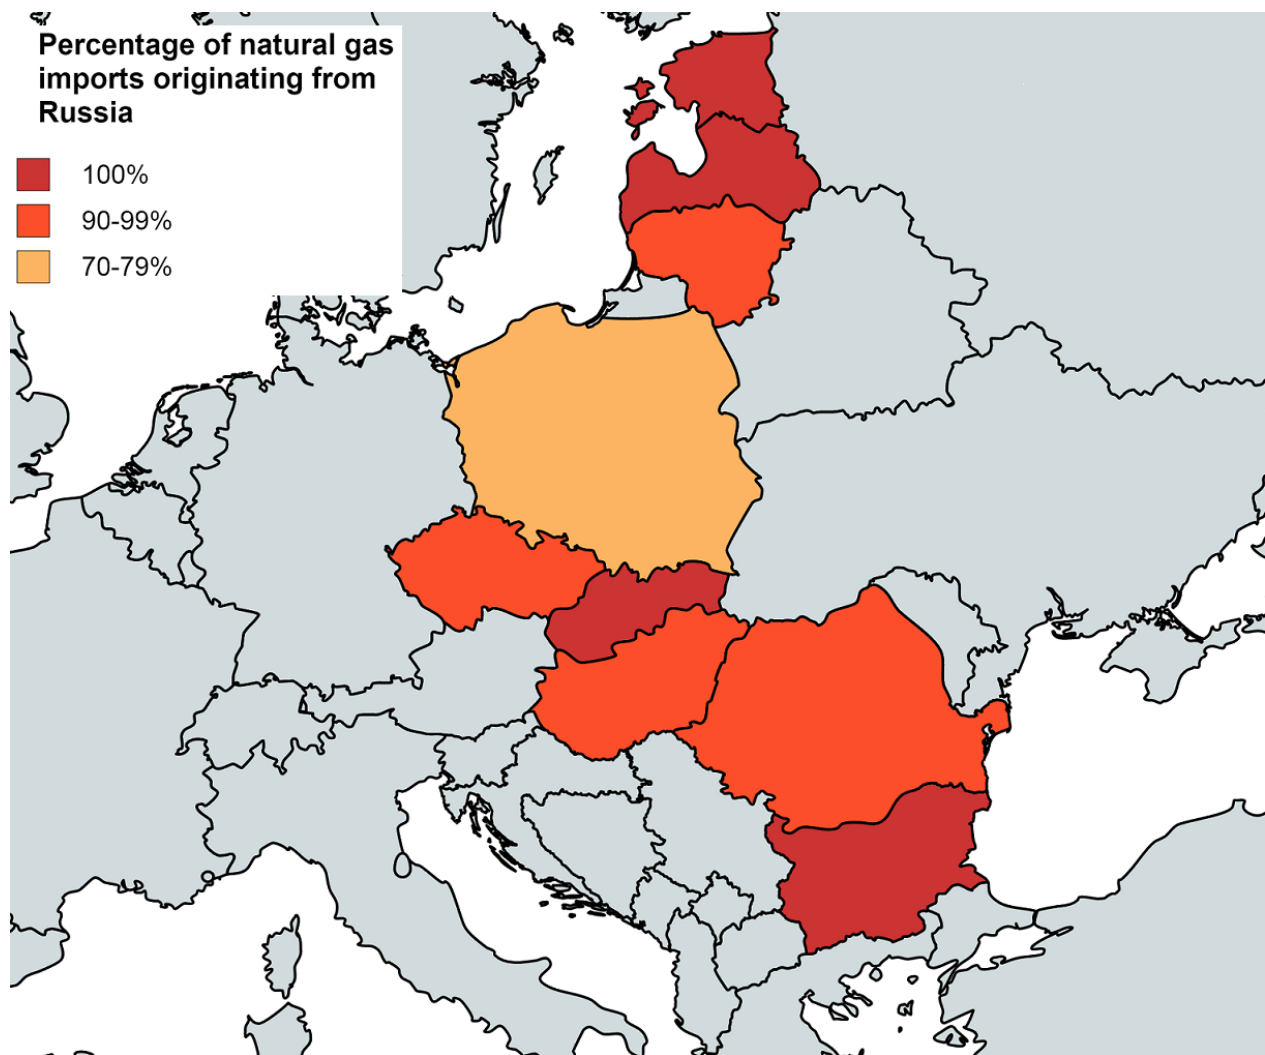 Percentage of natural gas
imports originating from
Russia
100%
90-99%
70-79%